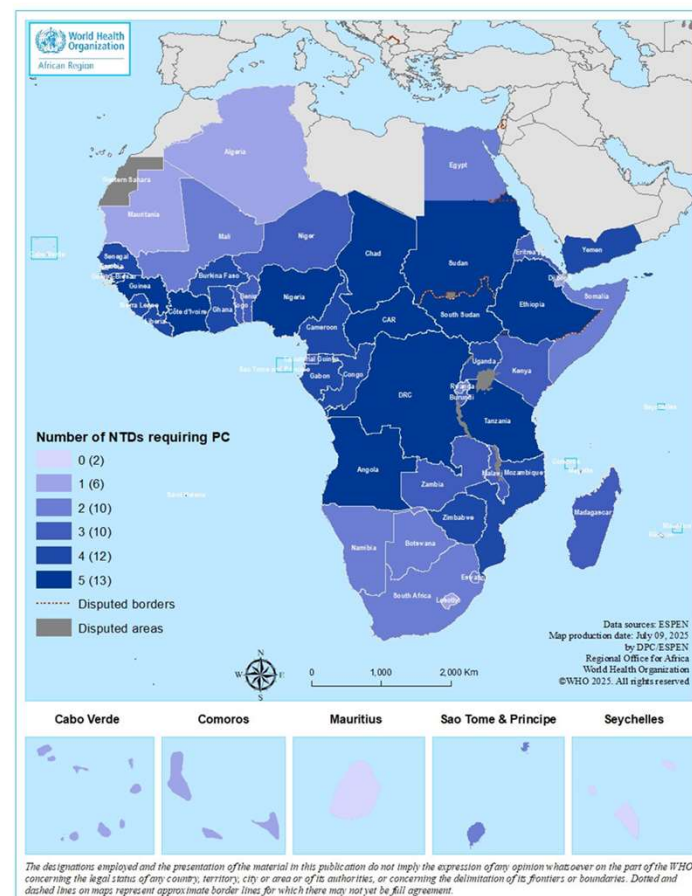 World Health
Organization
African Region
Algeria
Egypt
Western Sahara
Mauritania
Mali
Niger
Chad
Sudan
Eritrea
Yemen
Cabo Verde
Senegal
Burkina Faso
Guinea
Nigeria
Ethiopia
Somalia
Sierra Leone
Côte d'Ivoire
Ghana
Togo
Benin
Liberia
Cameroon
CAR
South Sudan
Equatorial Guinea
Sao Tome and Principe
Gabon
Congo
Uganda
Kenya
DRC
Rwanda
Burundi
Seychelles
Tanzania
Number of NTDs requiring PC
0 (2)
1 (6)
2 (10)
3 (10)
4 (12)
5 (13)
Disputed borders
Disputed areas
Angola
Zambia
Malawi
Mozambique
Madagascar
Zimbabwe
Namibia
Botswana
South Africa
Lesotho
Data sources: ESPEN
Map production date: July 09, 2025
by DPC/ESPEN
Regional Office for Africa
World Health Organization
©WHO 2025. All rights reserved
N
W E
S
0 1,000 2,000 Km
Cabo Verde Comoros Mauritius Sao Tome & Principe Seychelles
The designations employed and the presentation of the material in this publication do not imply the expression of any opinion whatsoever on the part of the WHO
concerning the legal status of any country, territory, city or area or of its authorities, or concerning the delimitation of its frontiers or boundaries. Dotted and
dashed lines on maps represent approximate border lines for which there may not yet be full agreement.